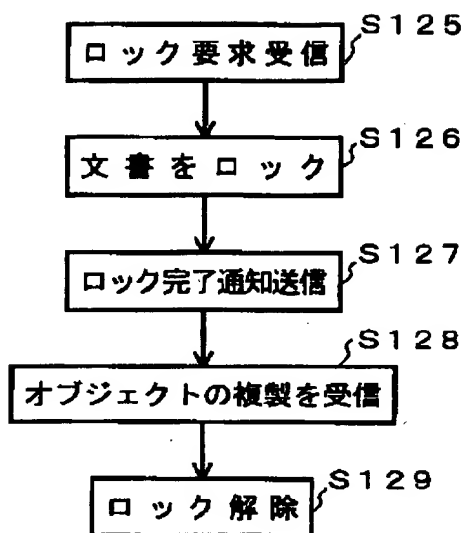 S125
ロック要求受信
S126
文書をロック
S127
ロック完了通知送信
S128
オブジェクトの複製を受信
S129
ロック解除